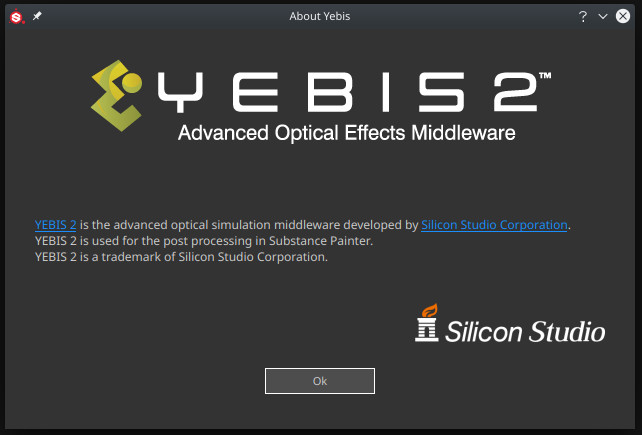 About Yebis
YEBIS 2™
Advanced Optical Effects Middleware
YEBIS 2 is the advanced optical simulation middleware developed by Silicon Studio Corporation.
YEBIS 2 is used for the post processing in Substance Painter.
YEBIS 2 is a trademark of Silicon Studio Corporation.
Silicon Studio
Ok